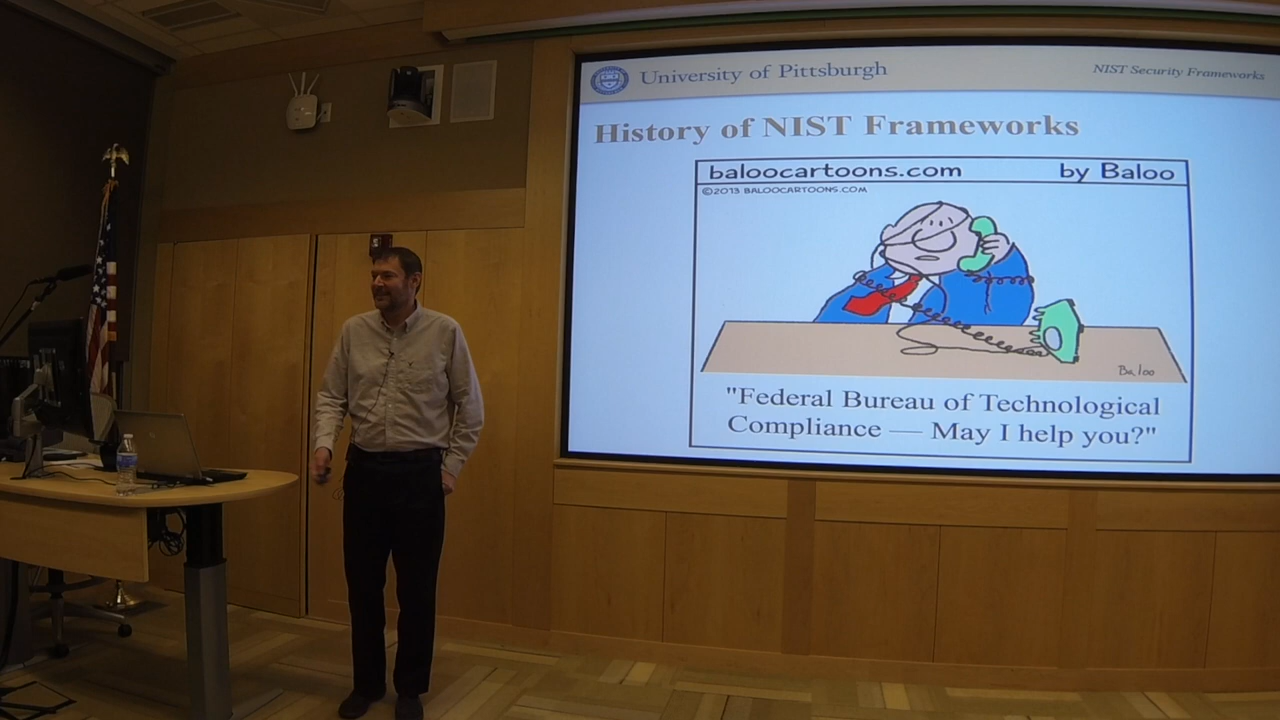 University of Pittsburgh
NIST Security Frameworks
History of NIST Frameworks
baloocartoons.com by Baloo
©2013 BALOOCARTOONS.COM
Baloo
"Federal Bureau of Technological
Compliance — May I help you?"